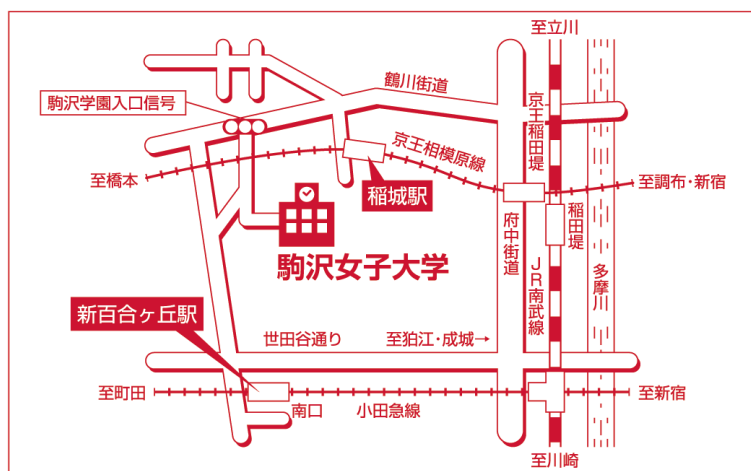 至立川
鶴川街道
駒沢学園入口信号
京王稲田堤
京王相模原線
至橋本
稲城駅
至調布・新宿
稲田堤
府中街道
駒沢女子大学
JR南武線
多摩川
新百合ヶ丘駅
世田谷通り
至狛江・成城→
至町田
南口
小田急線
至新宿
至川崎